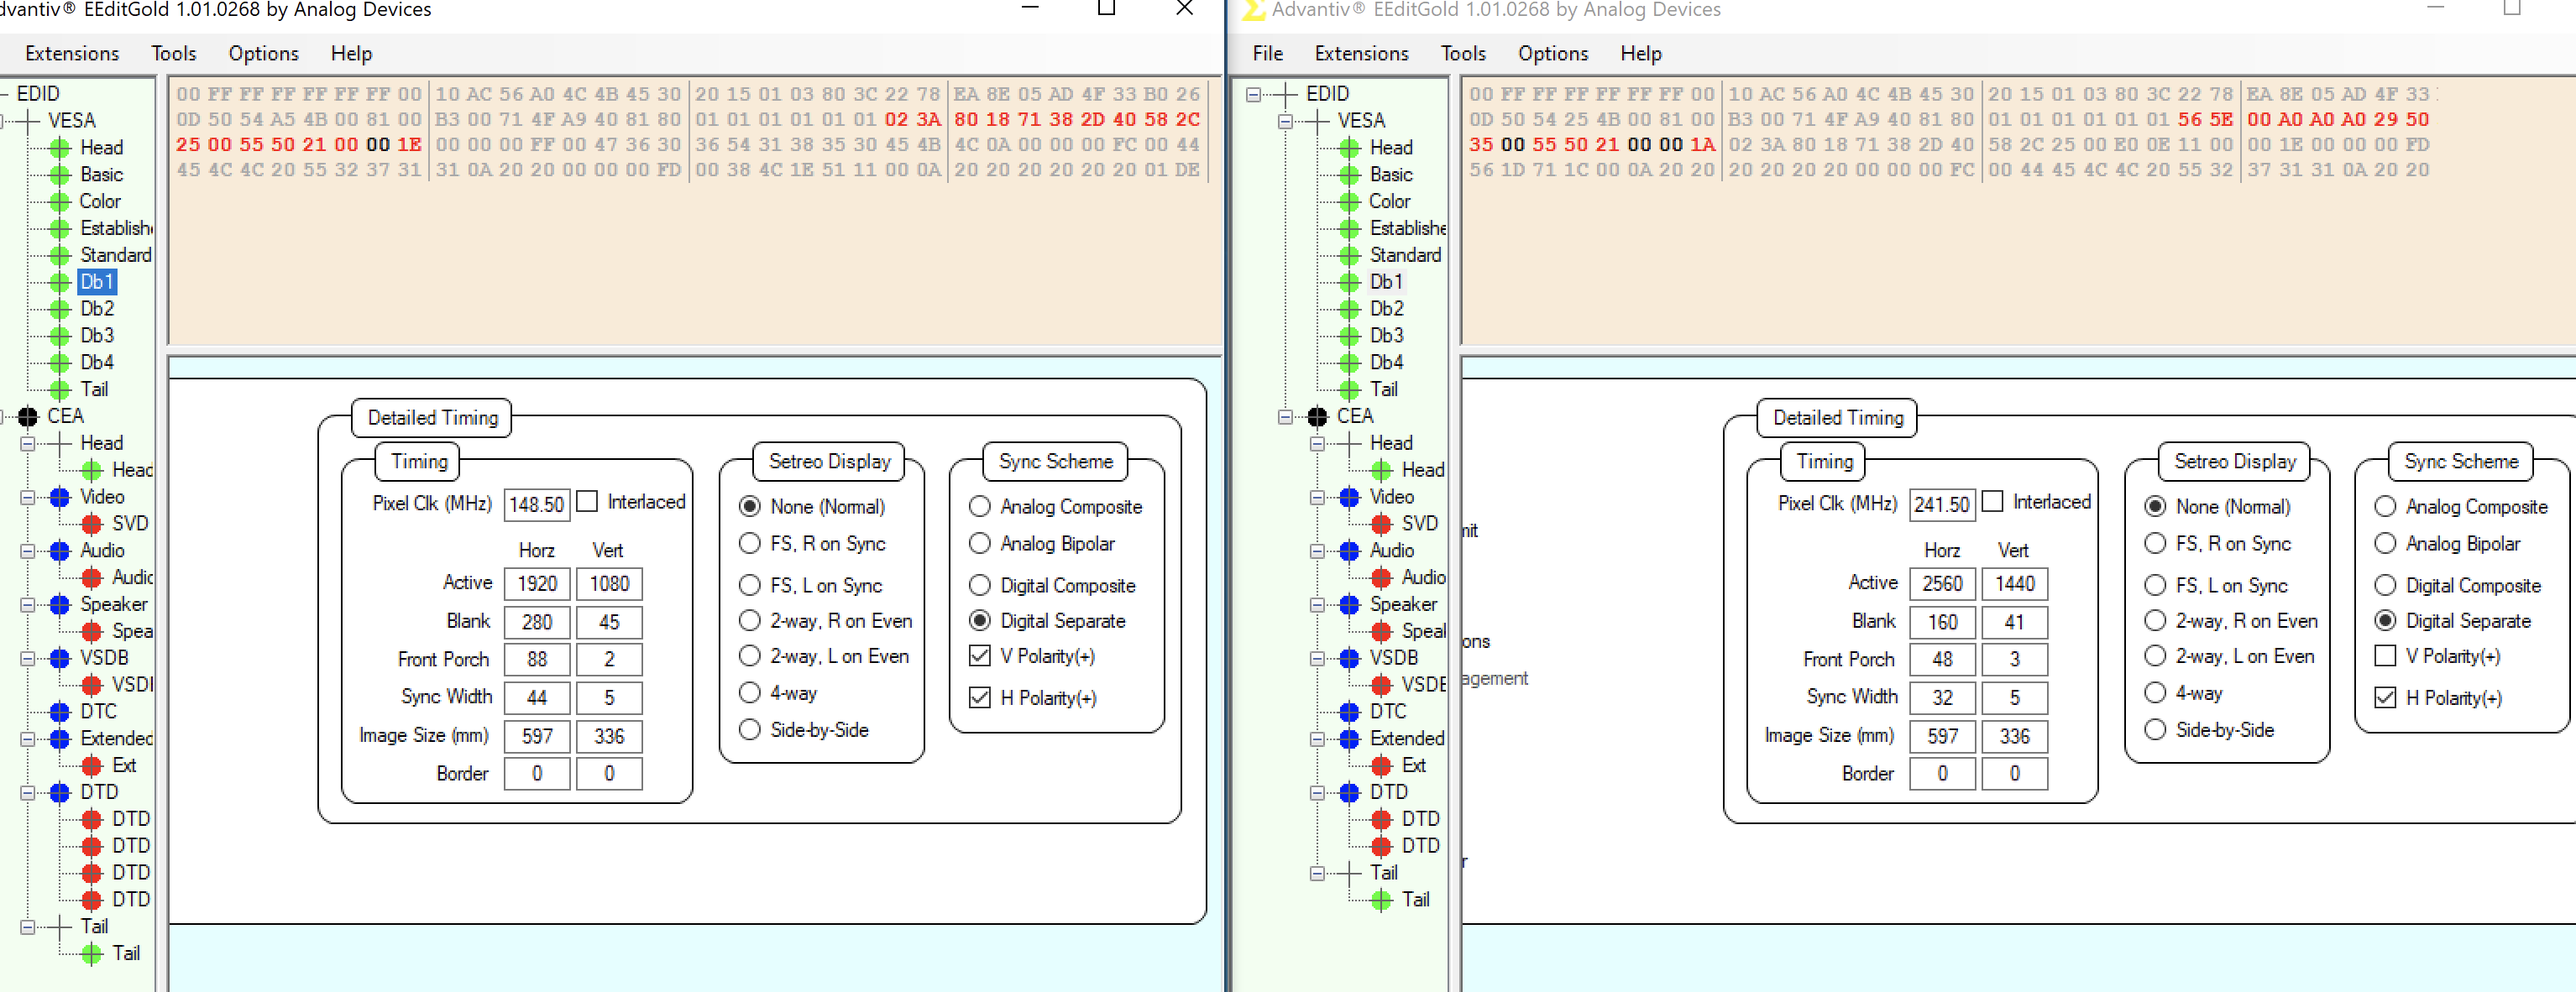 dvantiv® EEditGold 1.01.0268 by Analog Devices
Extensions Tools Options Help
EDID
VESA
Head
Basic
Color
Establishe
Standard
Db1
Db2
Db3
Db4
Tail
CEA
Head
Head
Video
SVD
Audio
Audio
Speaker
Spea
VSDB
VSDI
DTC
Extended
Ext
DTD
DTD
DTD
DTD
DTD
Tail
Tail
00 FF FF FF FF FF FF 00 10 AC 56 A0 4C 4B 45 30 20 15 01 03 80 3C 22 78 EA 8E 05 AD 4F 33 B0 26
0D 50 54 A5 4B 00 81 00 B3 00 71 4F A9 40 81 80 01 01 01 01 01 01 02 3A 80 18 71 38 2D 40 58 2C
25 00 55 50 21 00 00 1E 00 00 00 FF 00 47 36 30 36 54 31 38 35 30 45 4B 4C 0A 00 00 00 FC 00 44
45 4C 4C 20 55 32 37 31 31 0A 20 20 00 00 00 FD 00 38 4C 1E 51 11 00 0A 20 20 20 20 20 20 01 DE
Detailed Timing
Timing
Pixel Clk (MHz) 148.50 Interlaced
Horz Vert
Active 1920 1080
Blank 280 45
Front Porch 88 2
Sync Width 44 5
Image Size (mm) 597 336
Border 0 0
Setreo Display
None (Normal)
FS, R on Sync
FS, L on Sync
2-way, R on Even
2-way, L on Even
4-way
Side-by-Side
Sync Scheme
Analog Composite
Analog Bipolar
Digital Composite
Digital Separate
V Polarity(+)
H Polarity(+)
Advantiv® EEditGold 1.01.0268 by Analog Devices
File Extensions Tools Options Help
EDID
VESA
Head
Basic
Color
Establishe
Standard
Db1
Db2
Db3
Db4
Tail
CEA
Head
Head
Video
SVD
Audio
Audio
Speaker
Speal
VSDB
VSDE
DTC
Extended
Ext
DTD
DTD
DTD
Tail
Tail
00 FF FF FF FF FF FF 00 10 AC 56 A0 4C 4B 45 30 20 15 01 03 80 3C 22 78 EA 8E 05 AD 4F 33
0D 50 54 25 4B 00 81 00 B3 00 71 4F A9 40 81 80 01 01 01 01 01 01 56 5E 00 A0 A0 A0 29 50
35 00 55 50 21 00 00 1A 02 3A 80 18 71 38 2D 40 58 2C 25 00 E0 0E 11 00 00 1E 00 00 00 FD
56 1D 71 1C 00 0A 20 20 20 20 20 20 00 00 00 FC 00 44 45 4C 4C 20 55 32 37 31 31 0A 20 20
nit
ons
agement
r
Detailed Timing
Timing
Pixel Clk (MHz) 241.50 Interlaced
Horz Vert
Active 2560 1440
Blank 160 41
Front Porch 48 3
Sync Width 32 5
Image Size (mm) 597 336
Border 0 0
Setreo Display
None (Normal)
FS, R on Sync
FS, L on Sync
2-way, R on Even
2-way, L on Even
4-way
Side-by-Side
Sync Scheme
Analog Composite
Analog Bipolar
Digital Composite
Digital Separate
V Polarity(+)
H Polarity(+)